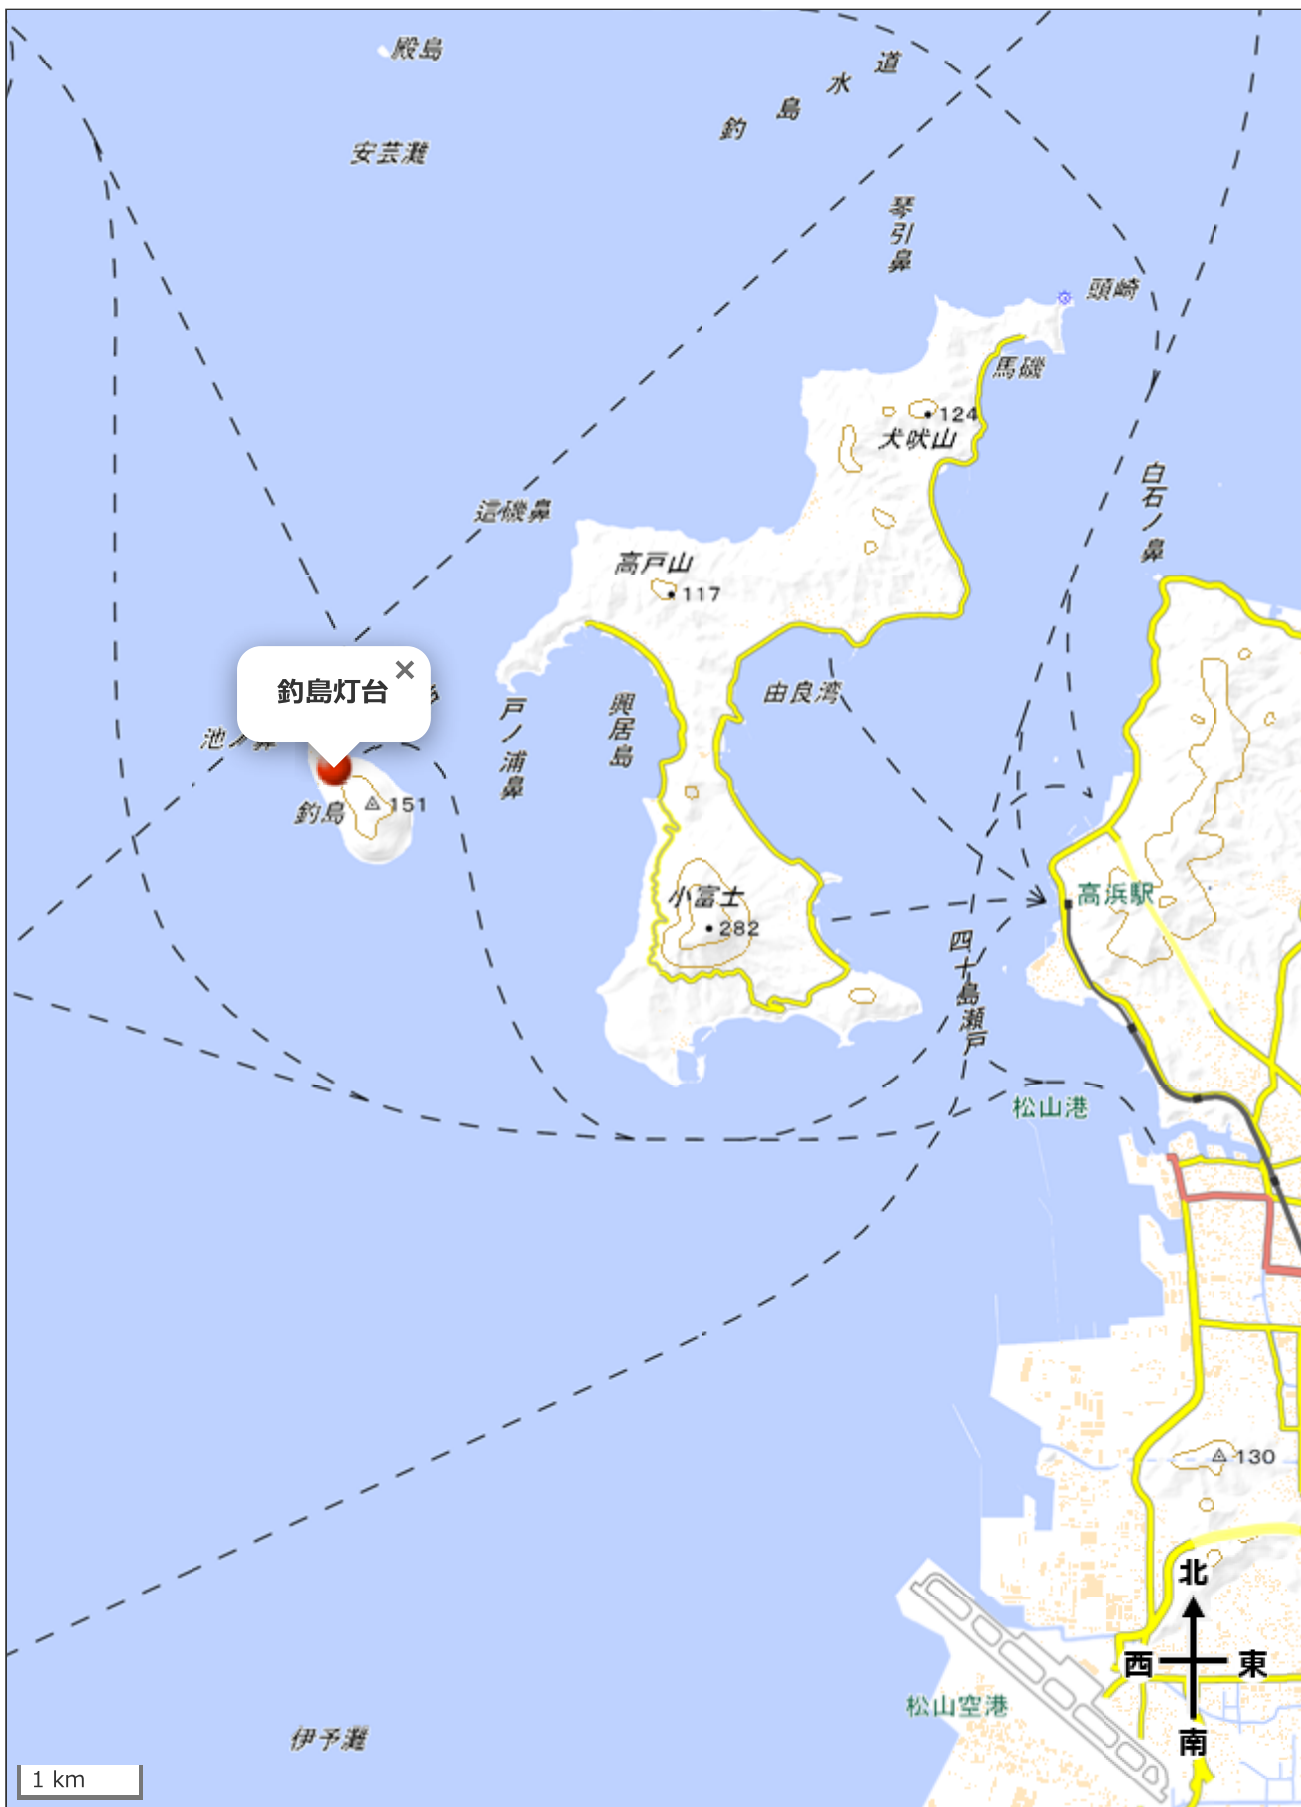 殿島
釣島水道
安芸灘
琴引鼻
頭崎
馬磯
124
犬吠山
白石ノ鼻
這磯鼻
高戸山
117
釣島灯台
×
由良湾
戸ノ浦鼻
興居島
池ノ鼻
釣島
151
小富士
282
高浜駅
四十島瀬戸
松山港
130
北
西
東
南
松山空港
伊予灘
1 km